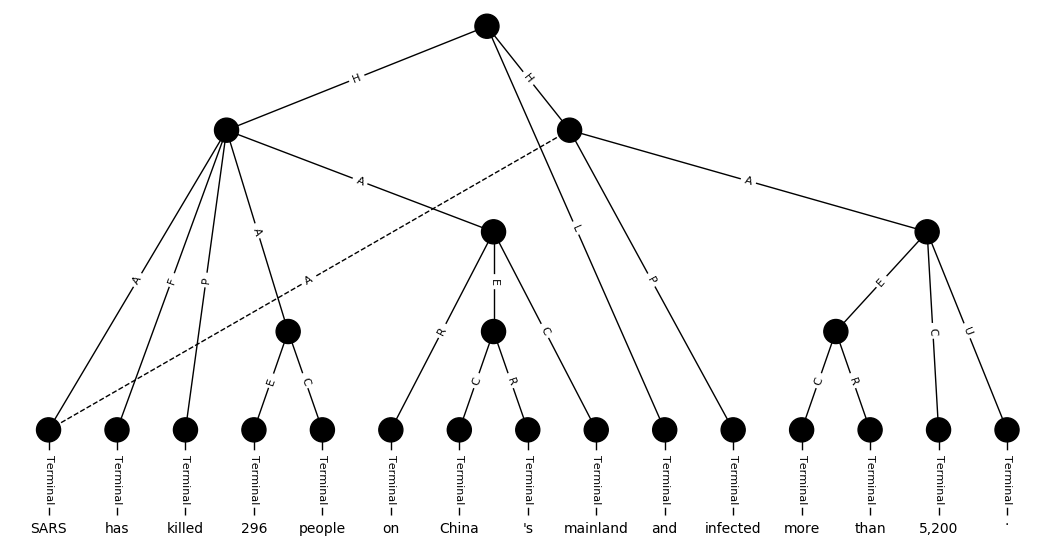 H H
A A
A F P A L P E C U
A
R E C
E C C R C R
Terminal Terminal Terminal Terminal Terminal Terminal Terminal Terminal Terminal Terminal Terminal Terminal Terminal Terminal Terminal
SARS has killed 296 people on China 's mainland and infected more than 5,200 .